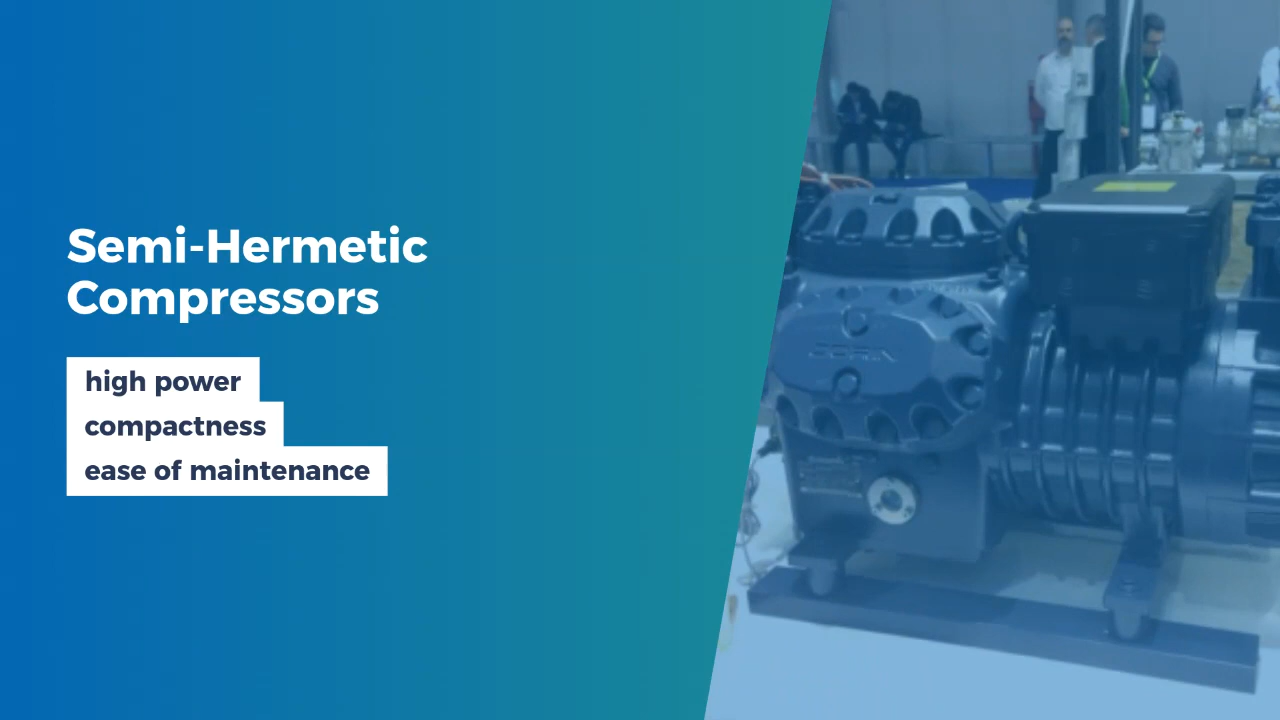 Semi-Hermetic
Compressors
high power
compactness
ease of maintenance